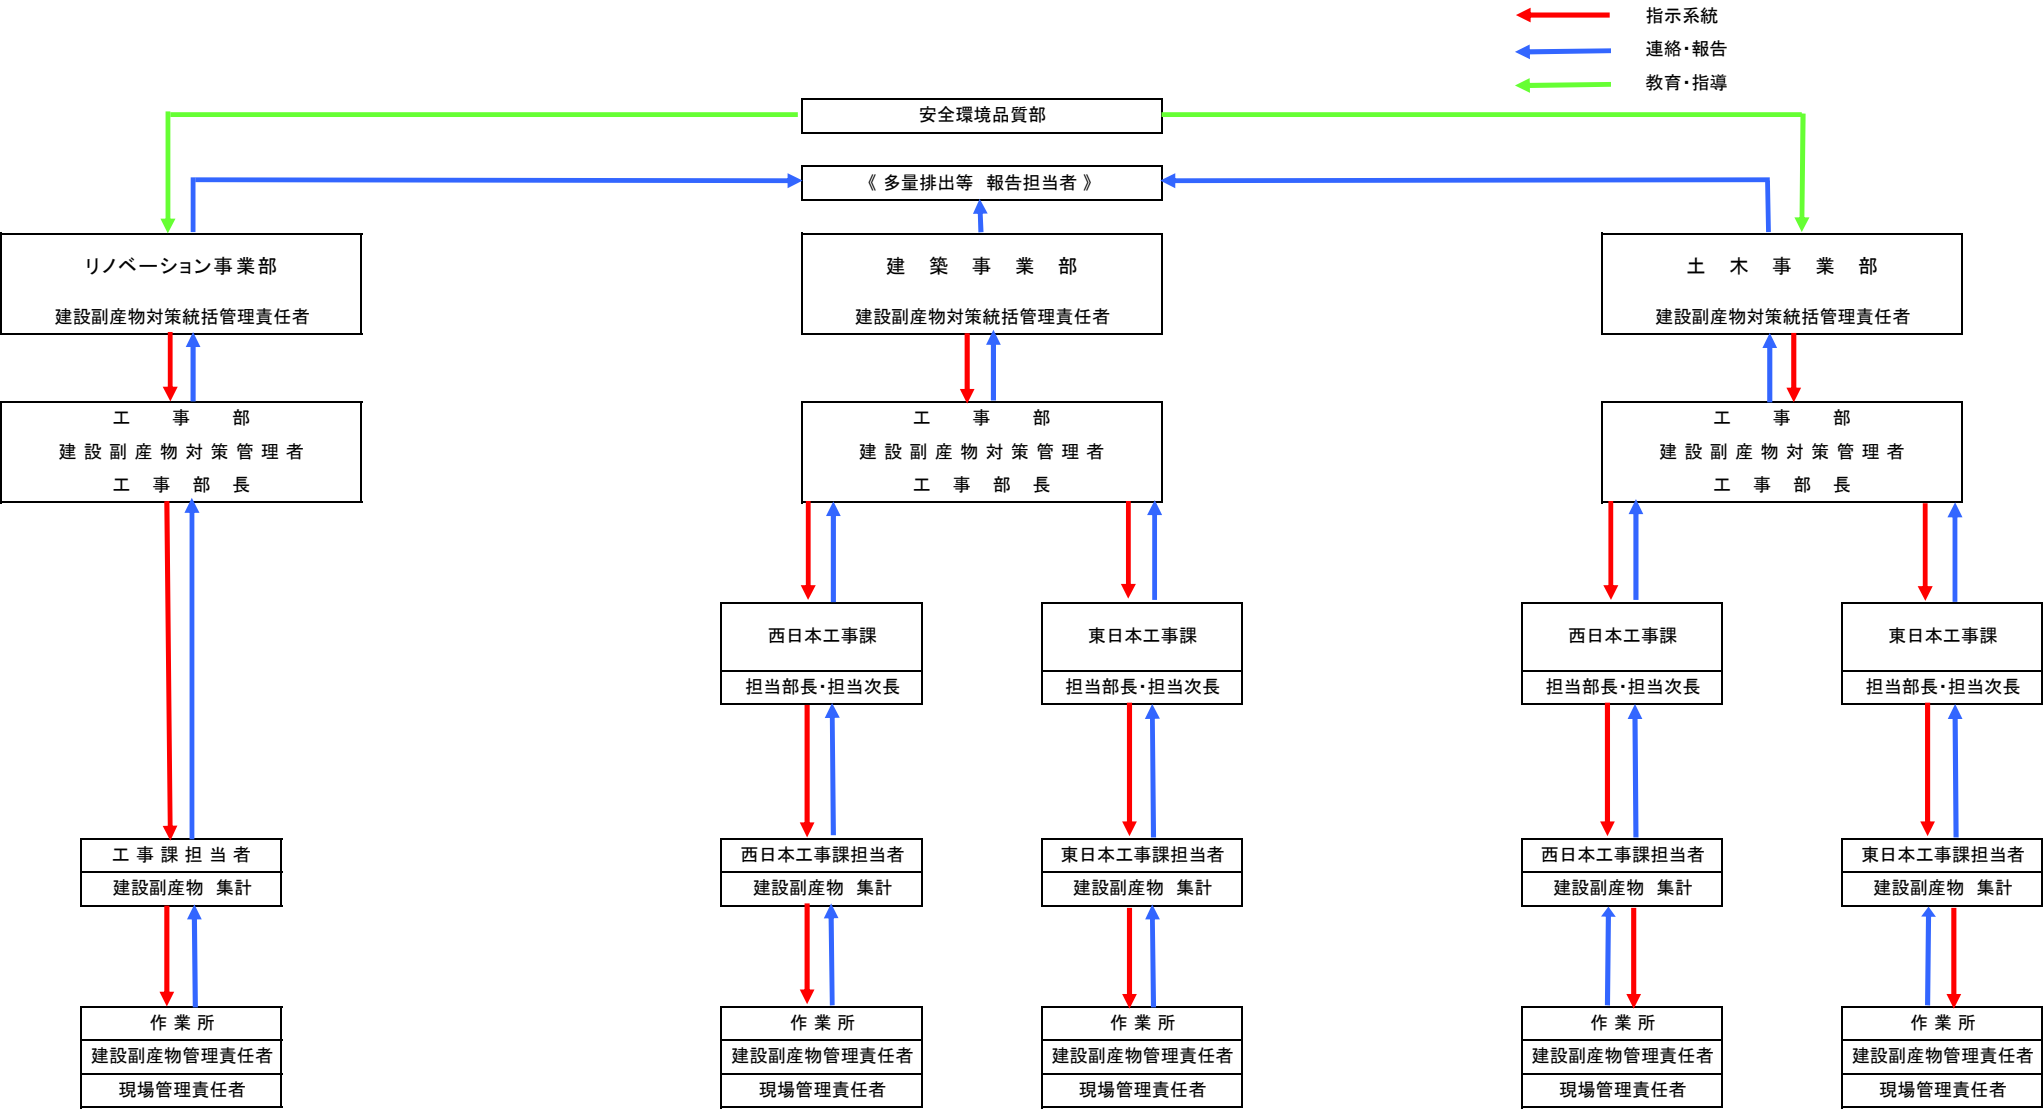 指示系統
連絡・報告
教育・指導
安全環境品質部
《 多量排出等　報告担当者 》
リノベーション事業部
建設副産物対策統括管理責任者
建　築　事　業　部
建設副産物対策統括管理責任者
土　木　事　業　部
建設副産物対策統括管理責任者
工　　事　　部
建 設 副 産 物 対 策 管 理 者
工　事　部　長
工　　事　　部
建 設 副 産 物 対 策 管 理 者
工　事　部　長
工　　事　　部
建 設 副 産 物 対 策 管 理 者
工　事　部　長
西日本工事課
担当部長・担当次長
東日本工事課
担当部長・担当次長
西日本工事課
担当部長・担当次長
東日本工事課
担当部長・担当次長
工 事 課 担 当 者
建設副産物　集計
西日本工事課担当者
建設副産物　集計
東日本工事課担当者
建設副産物　集計
西日本工事課担当者
建設副産物　集計
東日本工事課担当者
建設副産物　集計
作 業 所
建設副産物管理責任者
現場管理責任者
作 業 所
建設副産物管理責任者
現場管理責任者
作 業 所
建設副産物管理責任者
現場管理責任者
作 業 所
建設副産物管理責任者
現場管理責任者
作 業 所
建設副産物管理責任者
現場管理責任者